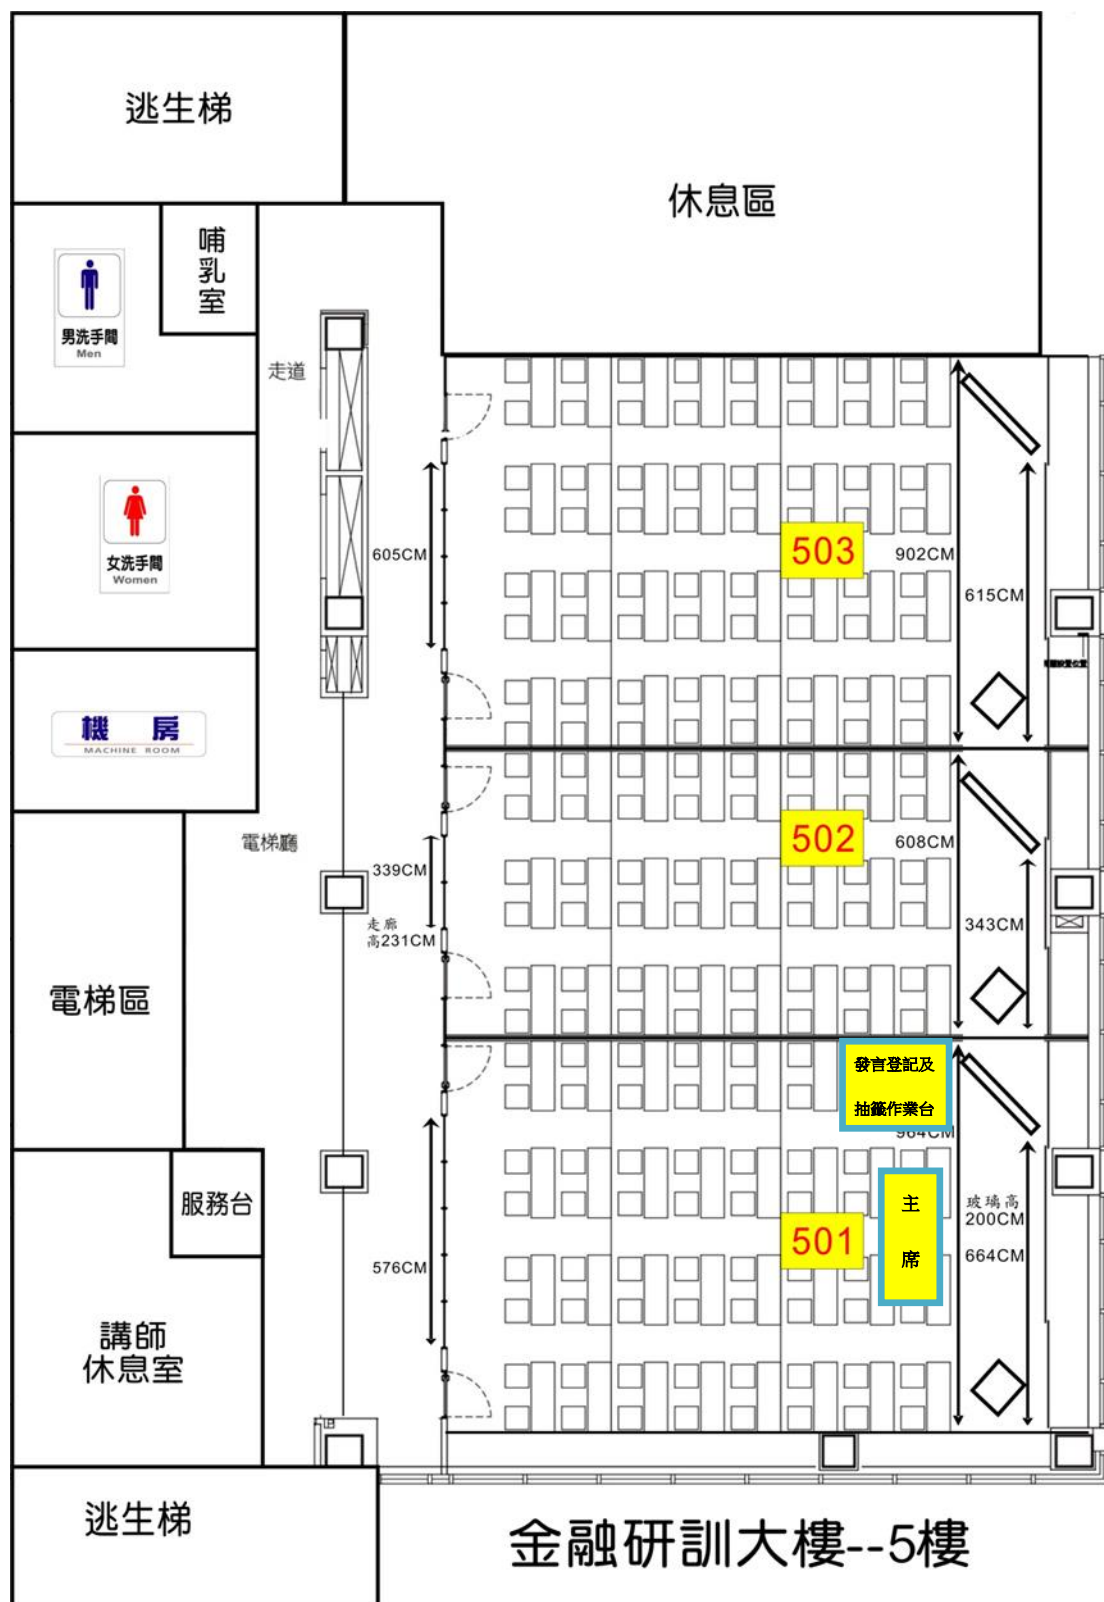 逃生梯
休息區
哺
乳
室
男洗手間
Men
走道
女洗手間
Women
605CM
503
902CM
615CM
機 房
MACHINE ROOM
電梯廳
339CM
502
608CM
走廊
高231CM
343CM
電梯區
發言登記及
抽籤作業台
964CM
服務台
主
席
玻璃高
200CM
501
576CM
664CM
講師
休息室
逃生梯
金融研訓大樓--5樓